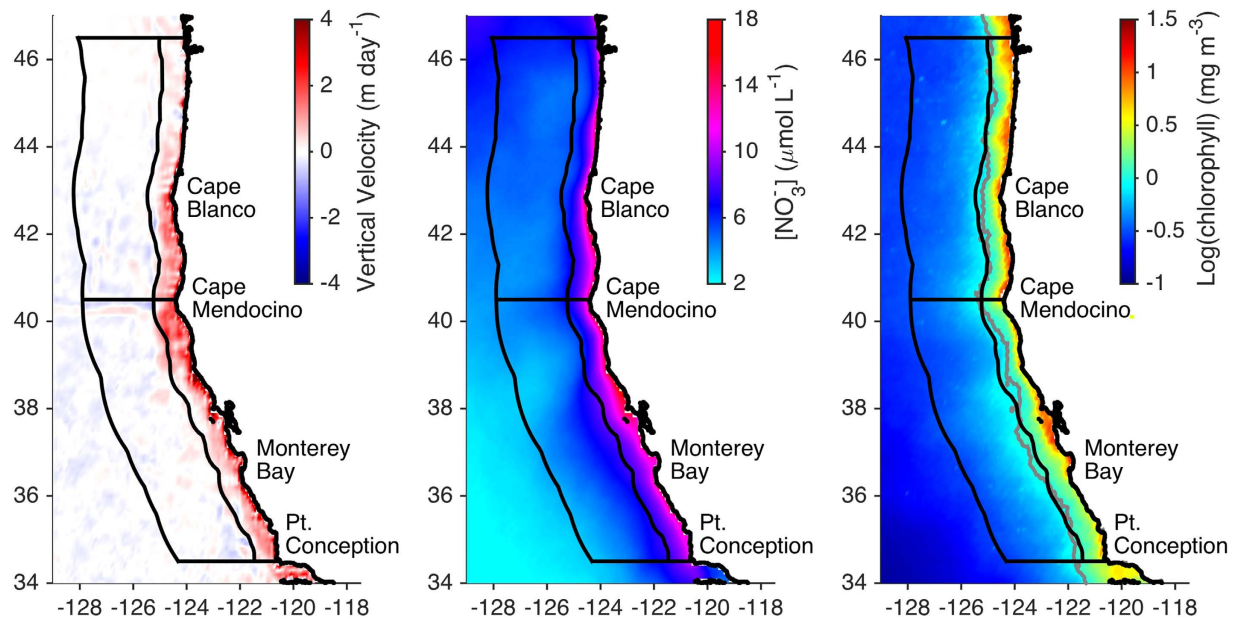 46
44
42
40
38
36
34
-128 -126 -124 -122 -120 -118
4
2
0
-2
-4
Vertical Velocity (m day⁻¹)
Cape
Blanco
Cape
Mendocino
Monterey
Bay
Pt.
Conception
46
44
42
40
38
36
34
-128 -126 -124 -122 -120 -118
18
14
10
6
2
[NO₃⁻] (μmol L⁻¹)
Cape
Blanco
Cape
Mendocino
Monterey
Bay
Pt.
Conception
46
44
42
40
38
36
34
-128 -126 -124 -122 -120 -118
1.5
1
0.5
0
-0.5
-1
Log(chlorophyll) (mg m⁻³)
Cape
Blanco
Cape
Mendocino
Monterey
Bay
Pt.
Conception